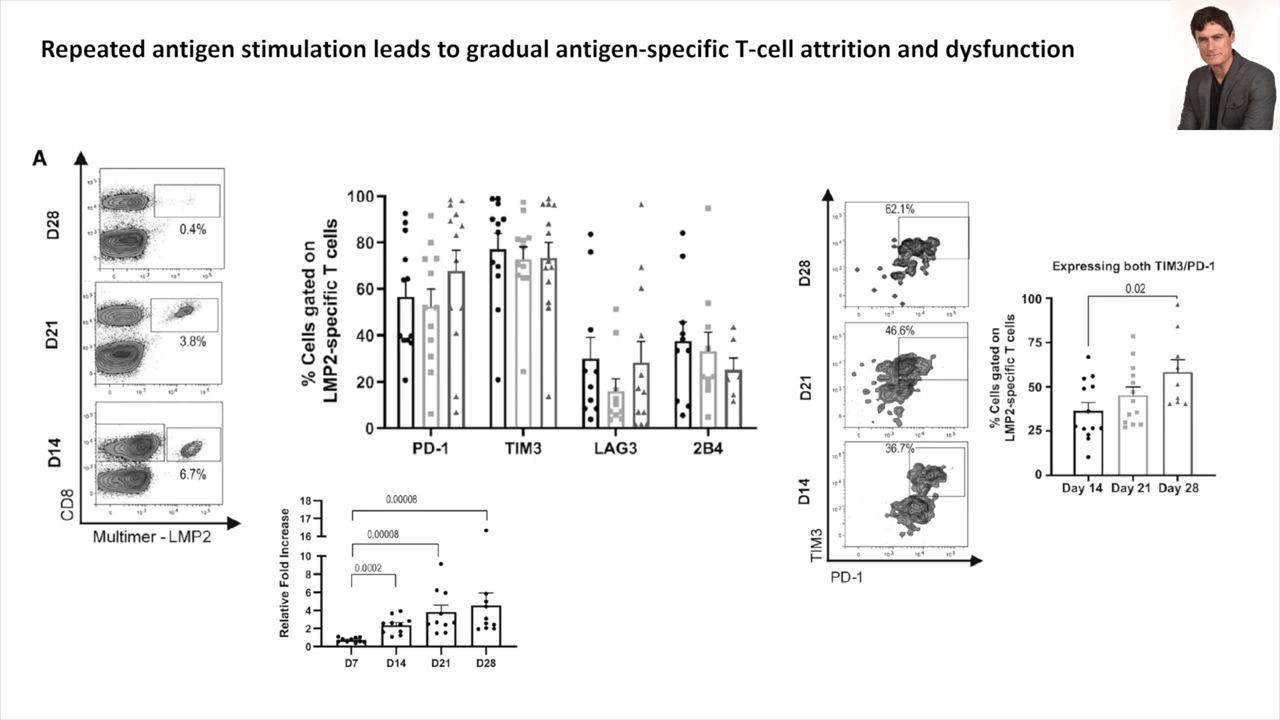 Repeated antigen stimulation leads to gradual antigen-specific T-cell attrition and dysfunction
A
D28
0.4%
D21
3.8%
D14
6.7%
CD8
Multimer - LMP2
% Cells gated on
LMP2-specific T cells
100
80
60
40
20
0
PD-1 TIM3 LAG3 2B4
Relative Fold Increase
18
17
16
10
8
6
4
2
0
0.00006
0.00008
0.0002
D7 D14 D21 D28
D28
62.1%
D21
46.6%
D14
36.7%
TIM3
PD-1
Expressing both TIM3/PD-1
0.02
% Cells gated on
LMP2-specific T cells
100
75
50
25
0
Day 14 Day 21 Day 28